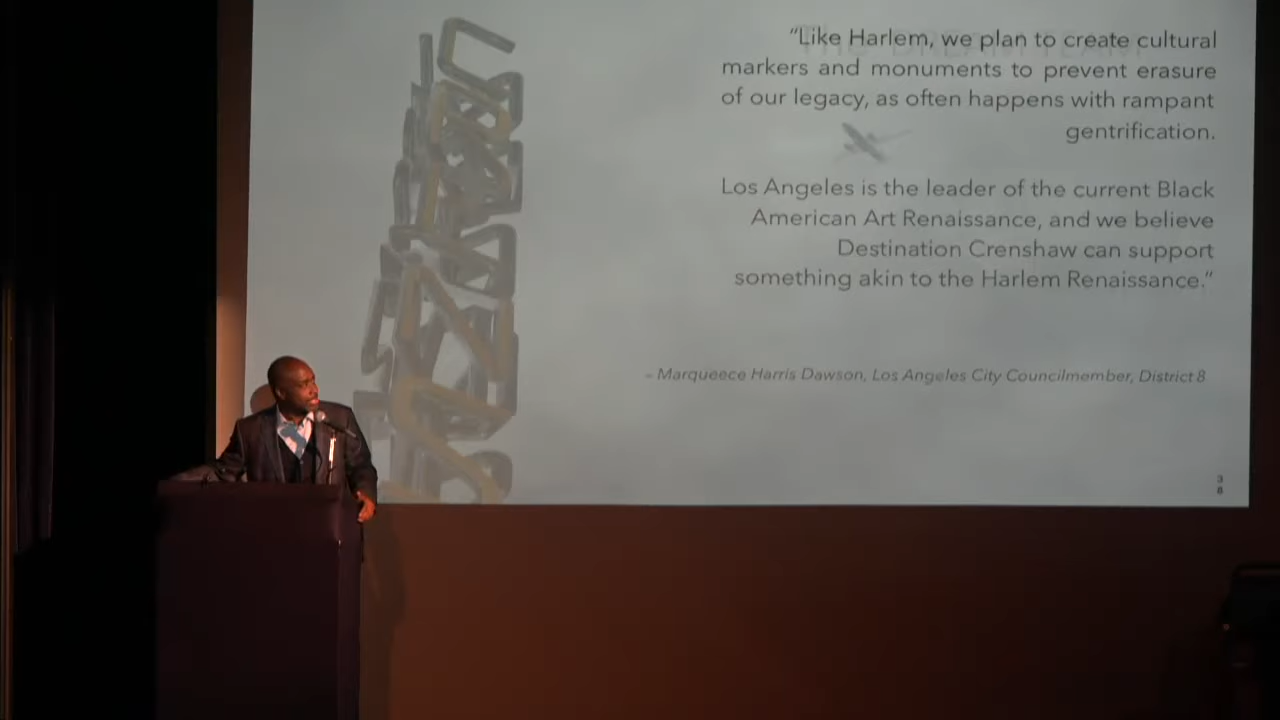 “Like Harlem, we plan to create cultural
markers and monuments to prevent erasure
of our legacy, as often happens with rampant
gentrification.
Los Angeles is the leader of the current Black
American Art Renaissance, and we believe
Destination Crenshaw can support
something akin to the Harlem Renaissance.”
– Marqueece Harris Dawson, Los Angeles City Councilmember, District 8
3
8